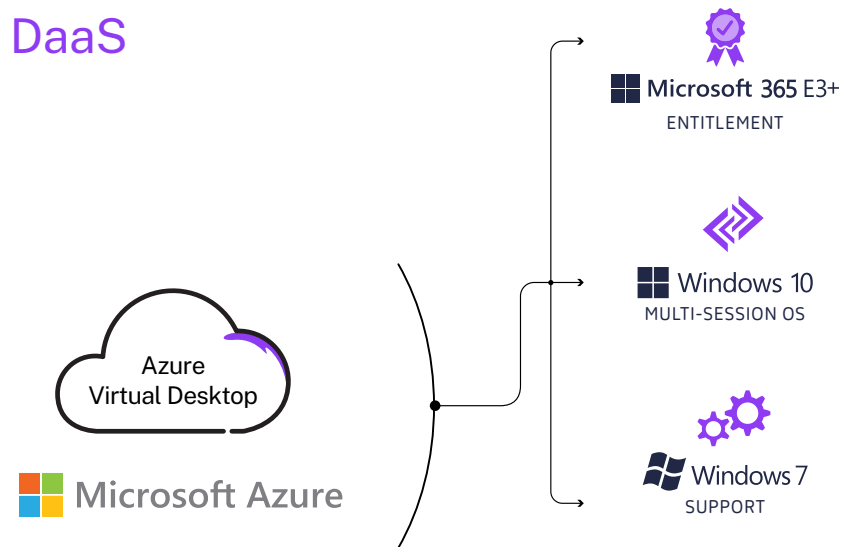 DaaS
Microsoft 365 E3+
ENTITLEMENT
Windows 10
MULTI-SESSION OS
Azure
Virtual Desktop
Microsoft Azure
Windows 7
SUPPORT